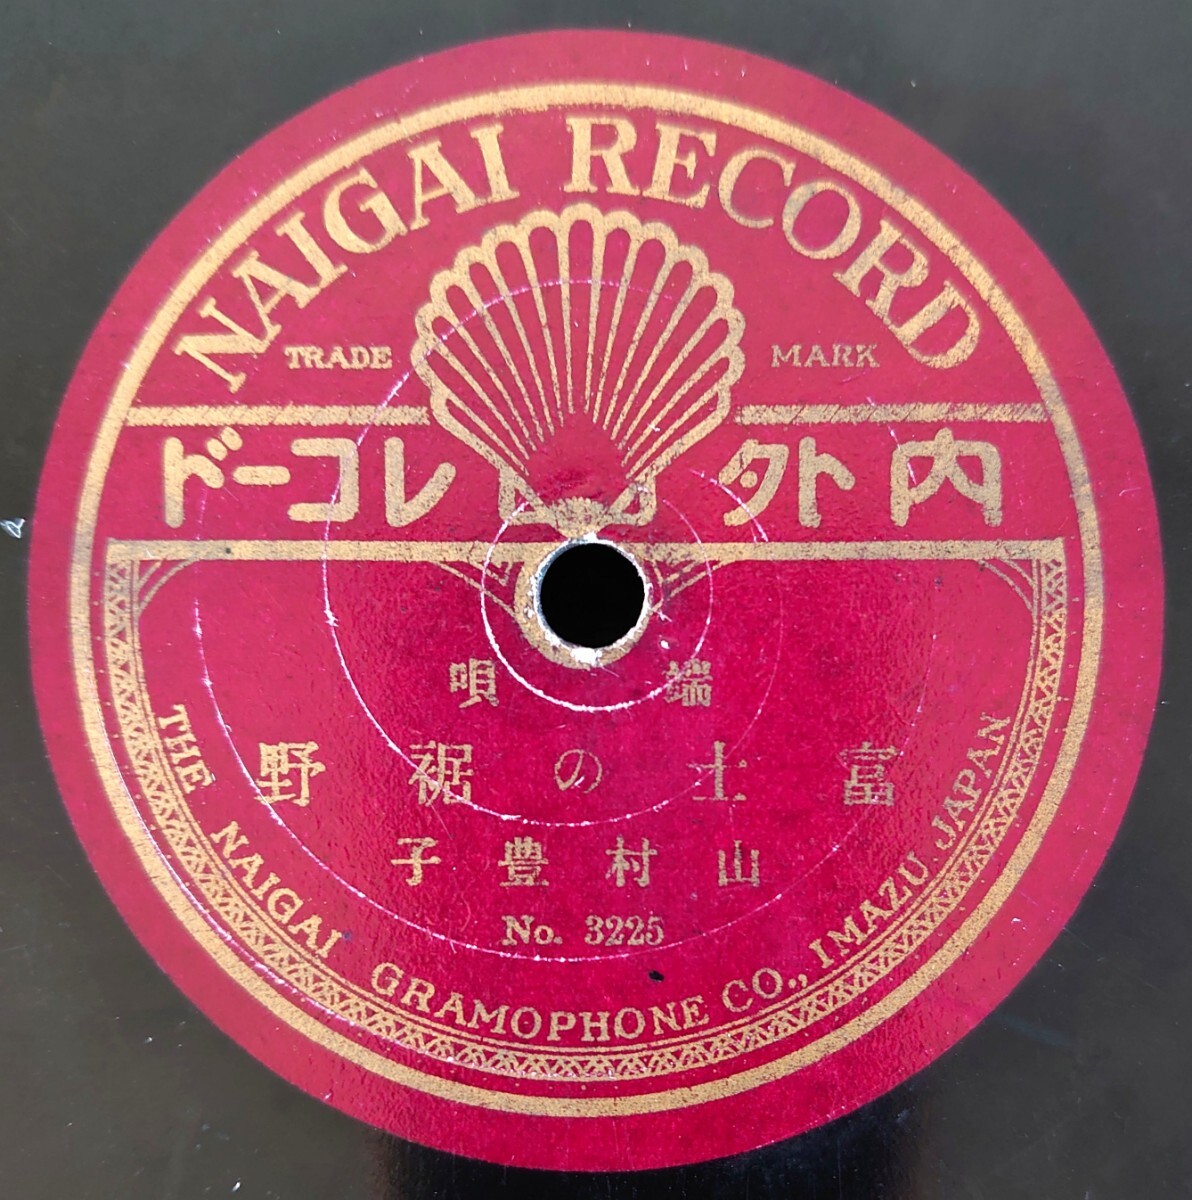 NAIGAI RECORD
TRADE MARK
内外 レコード
端唄
富士の裾野
山村豊子
No. 3225
THE NAIGAI GRAMOPHONE CO., IMAZU. JAPAN